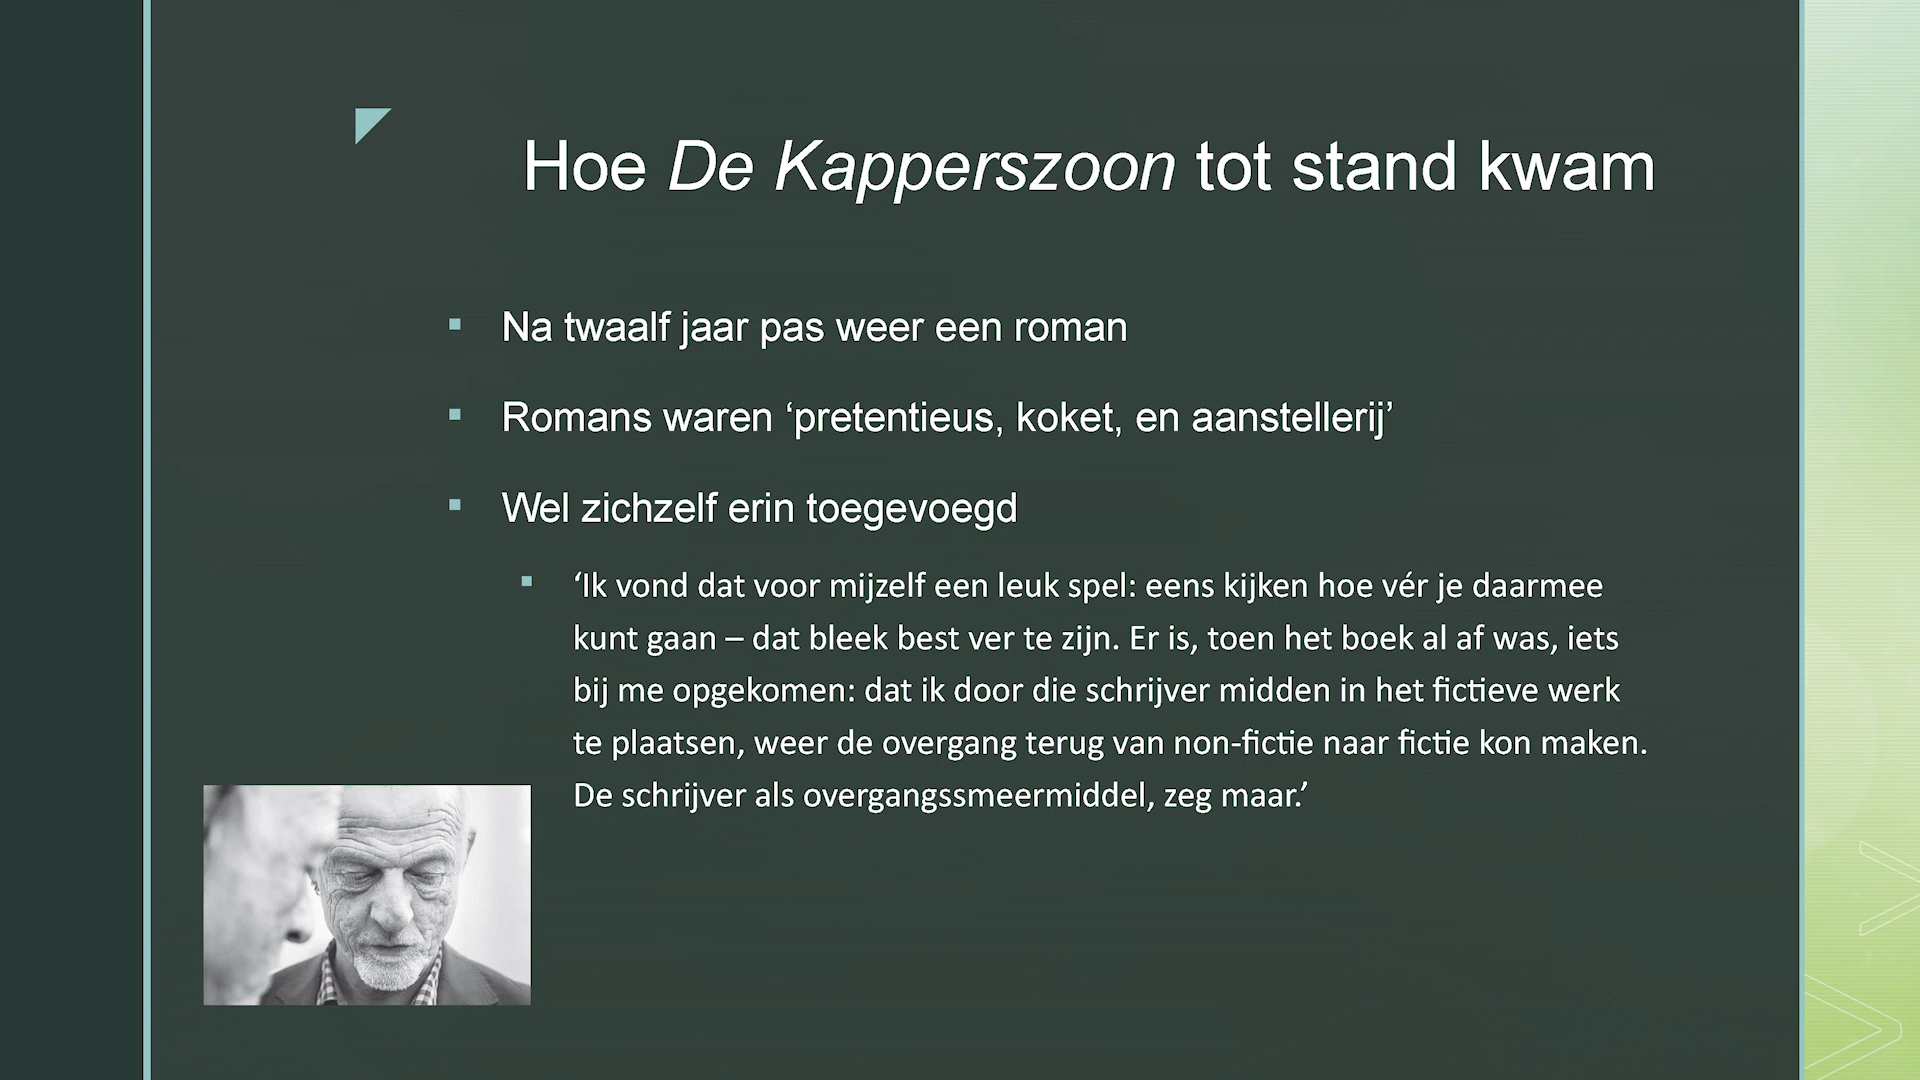 Hoe De Kapperszoon tot stand kwam
Na twaalf jaar pas weer een roman
Romans waren ‘pretentieus, koket, en aanstellerij’
Wel zichzelf erin toegevoegd
‘Ik vond dat voor mijzelf een leuk spel: eens kijken hoe vér je daarmee
kunt gaan – dat bleek best ver te zijn. Er is, toen het boek al af was, iets
bij me opgekomen: dat ik door die schrijver midden in het fictieve werk
te plaatsen, weer de overgang terug van non-fictie naar fictie kon maken.
De schrijver als overgangssmeermiddel, zeg maar.’